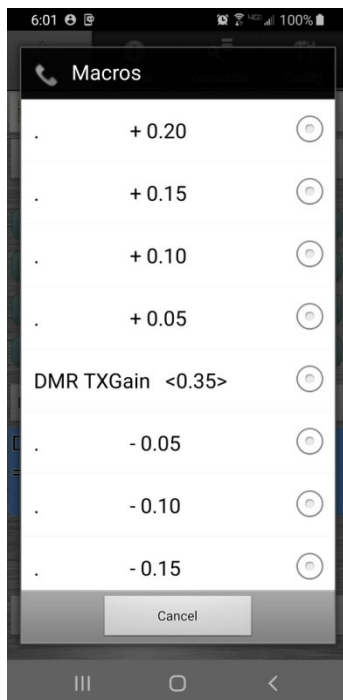 6:01
100%
Macros
. + 0.20
. + 0.15
. + 0.10
. + 0.05
DMR TXGain <0.35>
. - 0.05
. - 0.10
. - 0.15
Cancel